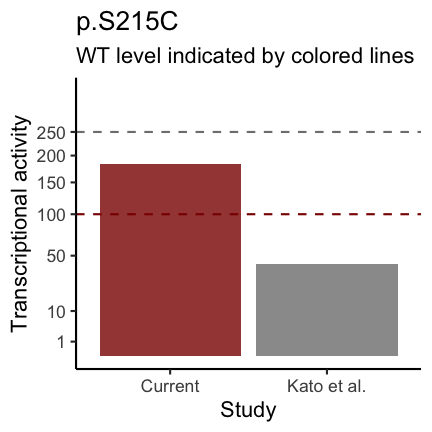 p.S215C
WT level indicated by colored lines
Transcriptional activity
250
200
150
100
50
10
1
Current Kato et al.
Study